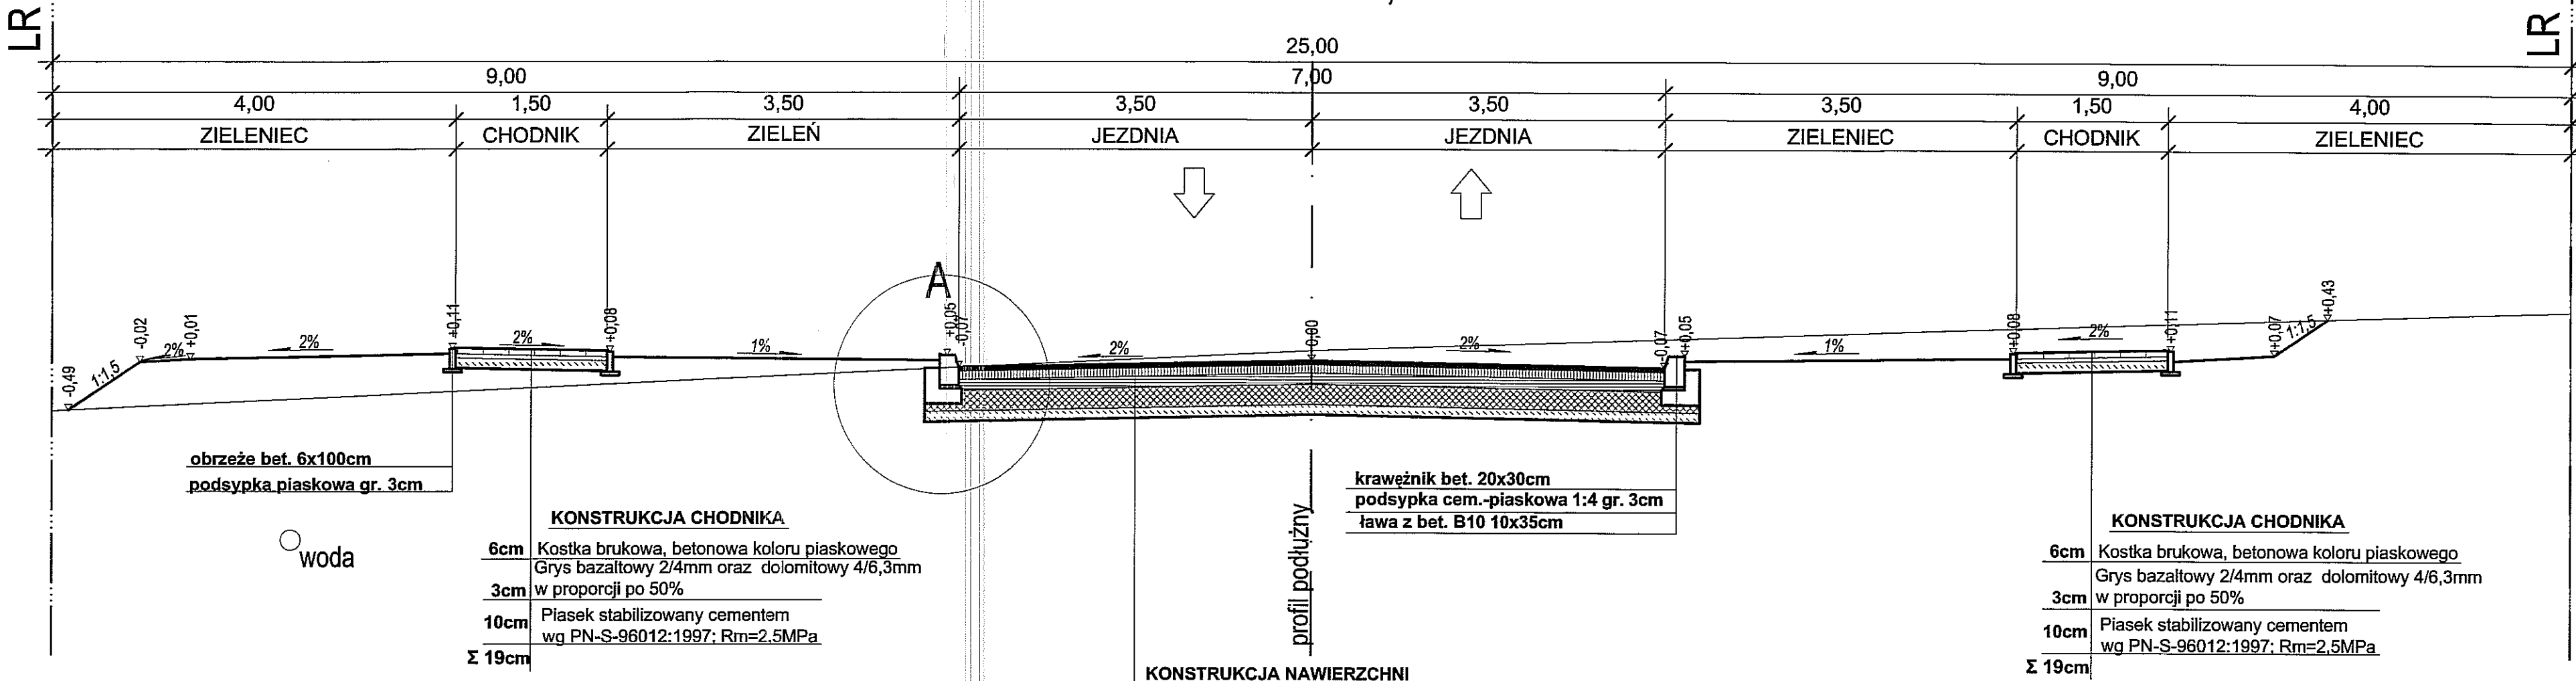 LR
LR
25,00
9,00
7,00
9,00
4,00
1,50
3,50
3,50
3,50
3,50
1,50
4,00
ZIELENIEC
CHODNIK
ZIELEŃ
JEZDNIA
JEZDNIA
ZIELENIEC
CHODNIK
ZIELENIEC
A
-0,49
1:1,5
-0,02
2%
+0,01
2%
+0,11
2%
+0,08
1%
+0,05
-0,07
2%
0,00
2%
-0,07
+0,05
1%
+0,08
2%
+0,11
+0,07
1:1,5
+0,43
obrzeże bet. 6x100cm
podsypka piaskowa gr. 3cm
woda
KONSTRUKCJA CHODNIKA
6cm Kostka brukowa, betonowa koloru piaskowego
Grys bazaltowy 2/4mm oraz dolomitowy 4/6,3mm
3cm w proporcji po 50%
10cm Piasek stabilizowany cementem
wg PN-S-96012:1997; Rm=2,5MPa
Σ 19cm
krawężnik bet. 20x30cm
podsypka cem.-piaskowa 1:4 gr. 3cm
ława z bet. B10 10x35cm
profil podłużny
KONSTRUKCJA NAWIERZCHNI
KONSTRUKCJA CHODNIKA
6cm Kostka brukowa, betonowa koloru piaskowego
Grys bazaltowy 2/4mm oraz dolomitowy 4/6,3mm
3cm w proporcji po 50%
10cm Piasek stabilizowany cementem
wg PN-S-96012:1997; Rm=2,5MPa
Σ 19cm